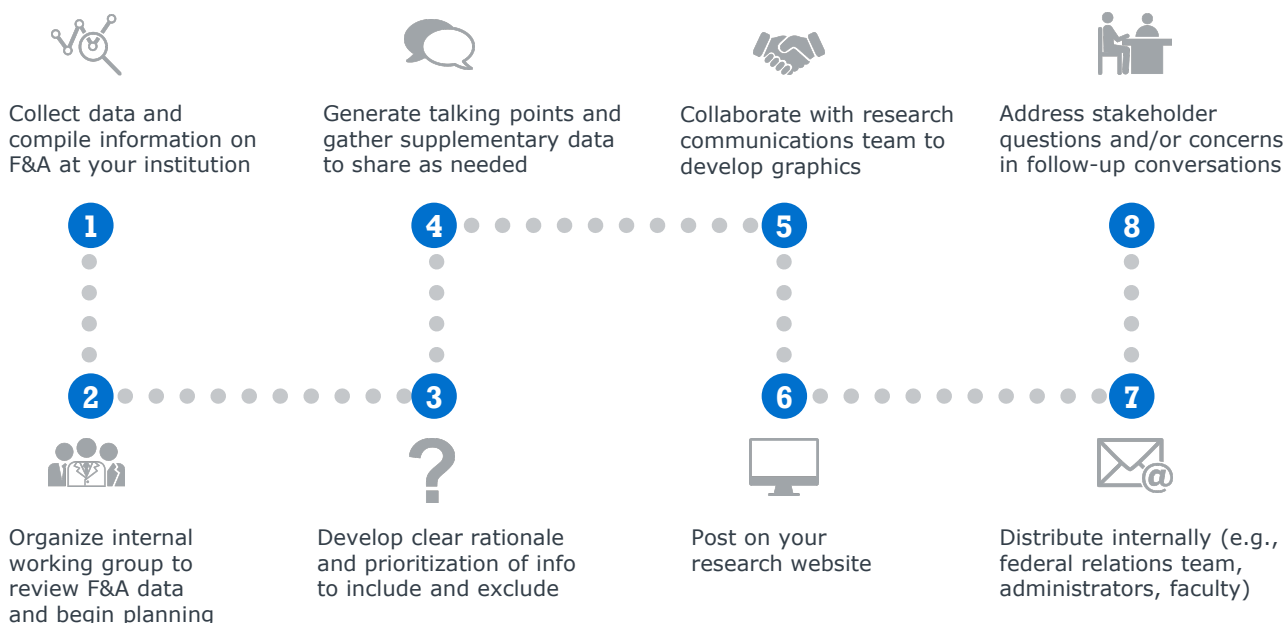 Collect data and
compile information on
F&A at your institution
1
2
Organize internal
working group to
review F&A data
and begin planning
3
Develop clear rationale
and prioritization of info
to include and exclude
Generate talking points and
gather supplementary data
to share as needed
4
Collaborate with research
communications team to
develop graphics
5
6
Post on your
research website
7
@
Distribute internally (e.g.,
federal relations team,
administrators, faculty)
Address stakeholder
questions and/or concerns
in follow-up conversations
8